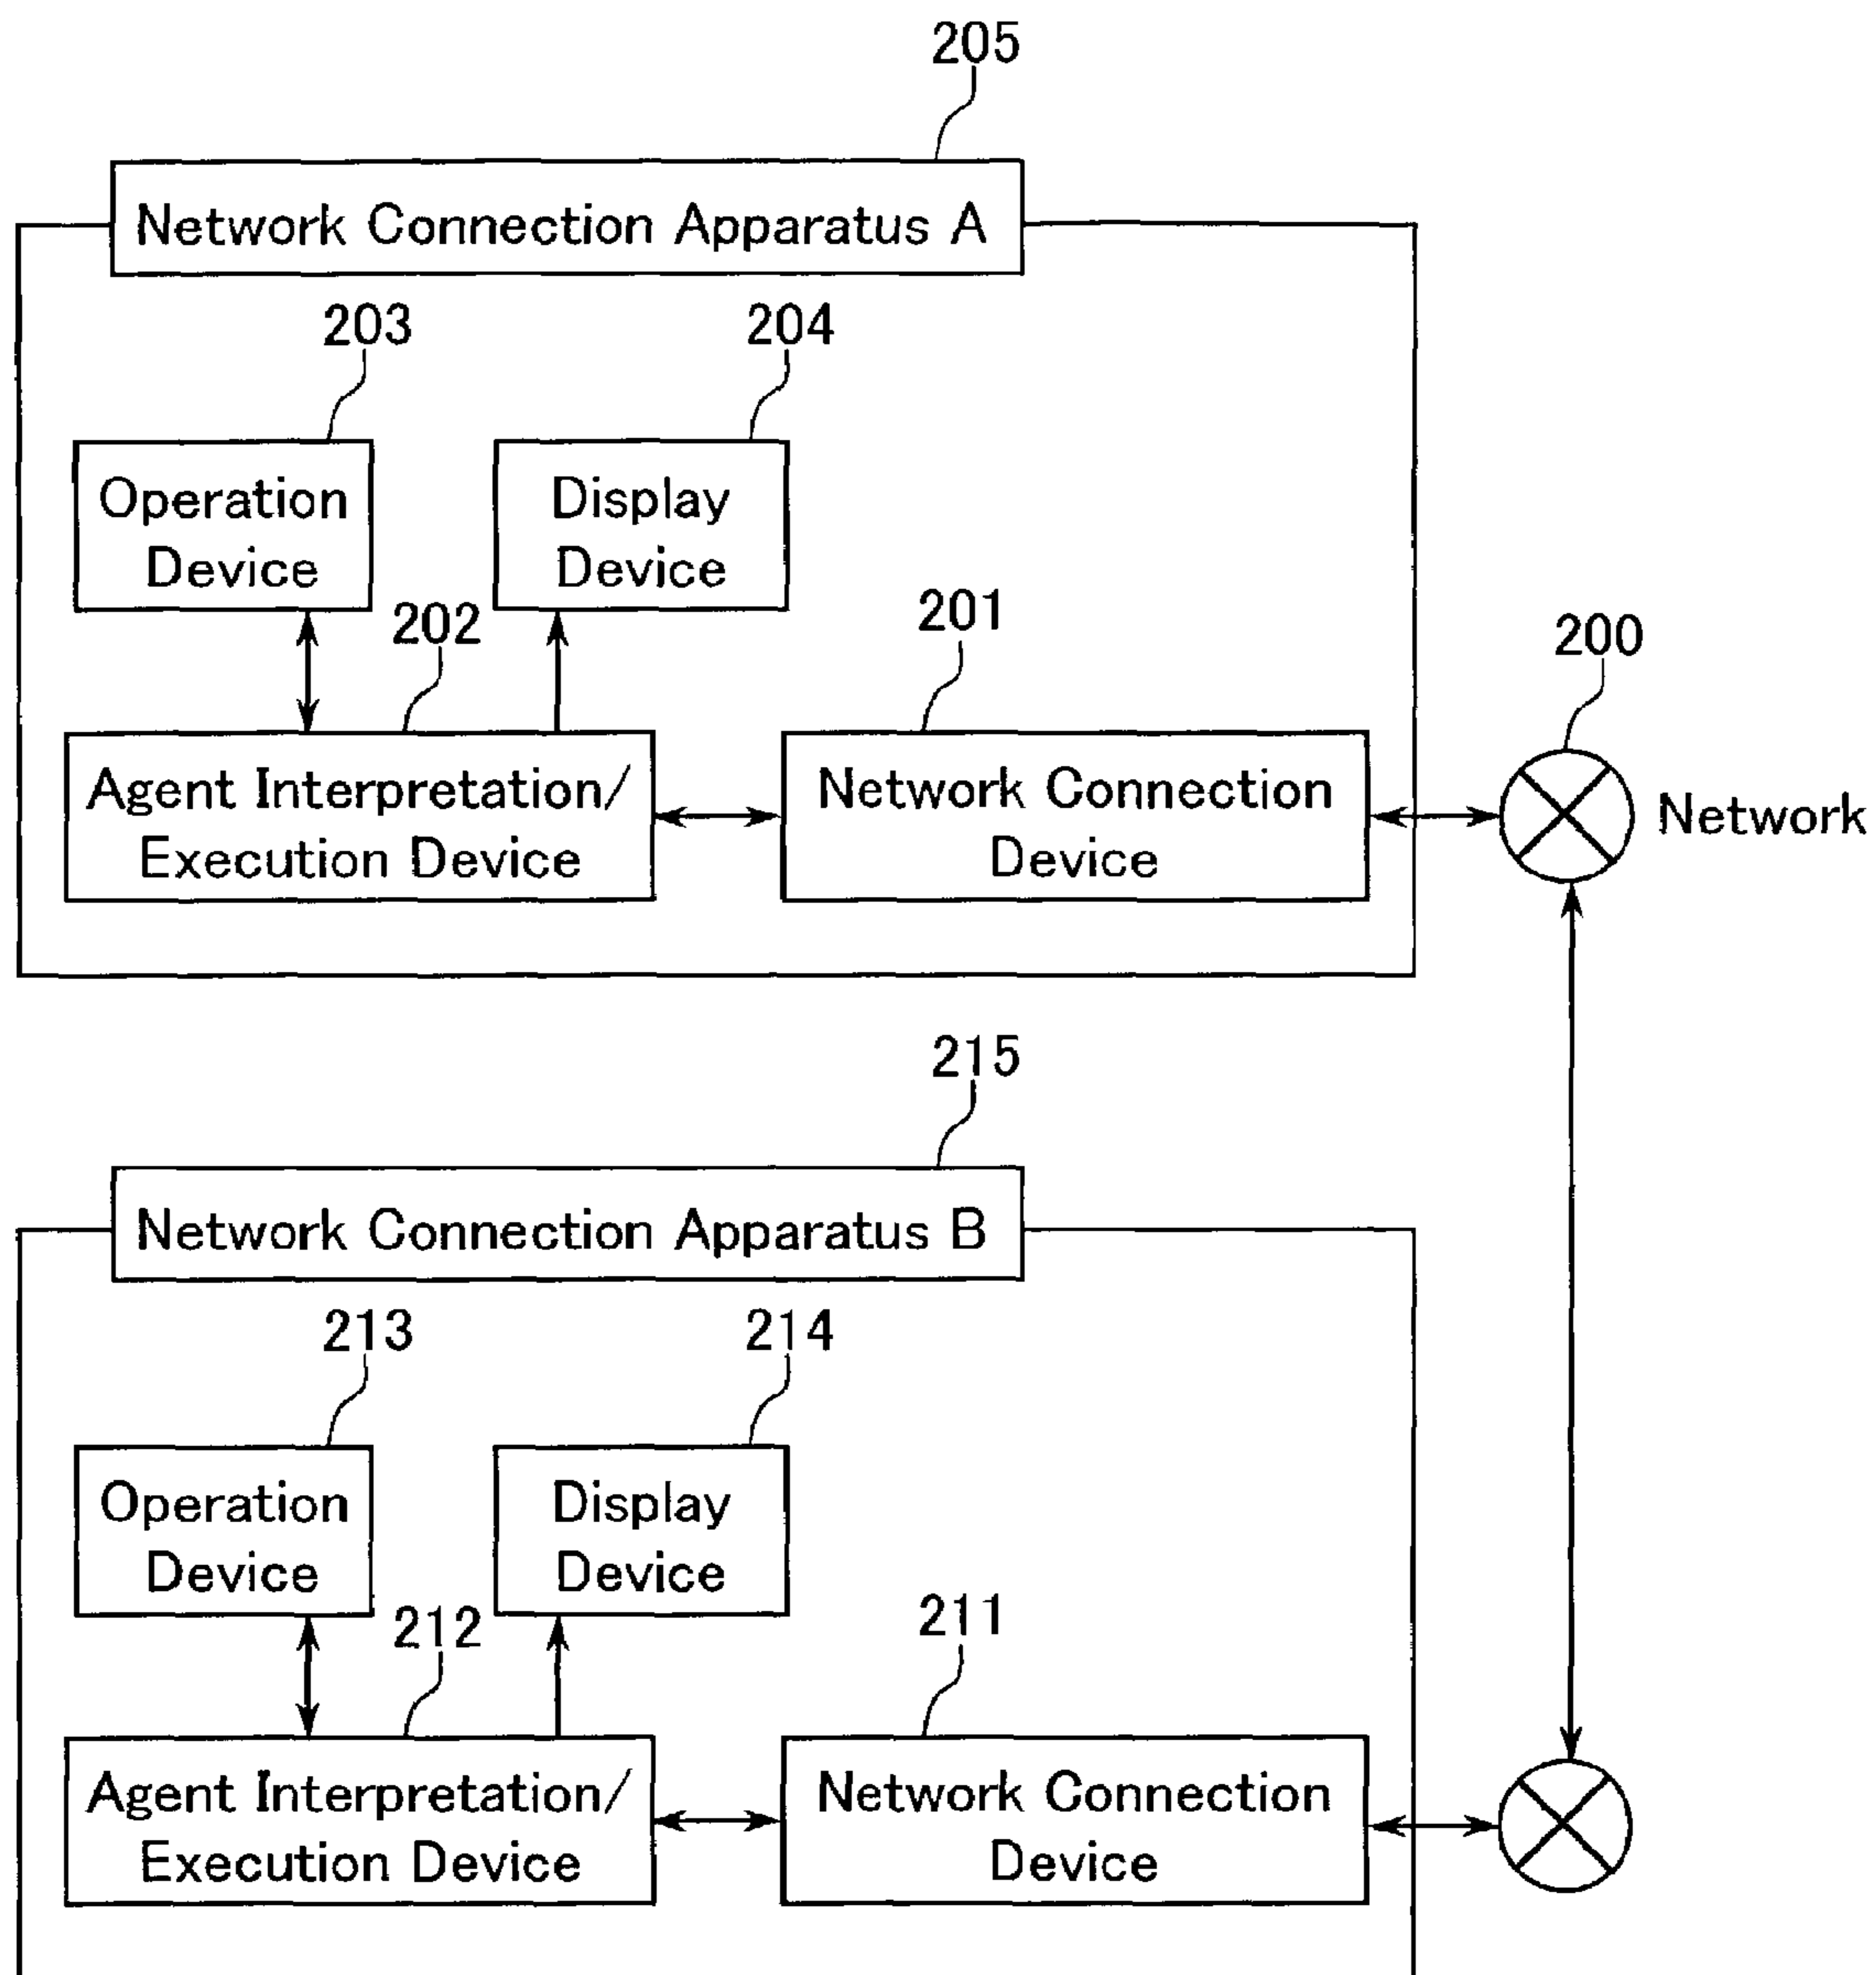 205
Network Connection Apparatus A
203
204
Operation
Device
Display
Device
202
201
200
Agent Interpretation/
Execution Device
Network Connection
Device
Network
215
Network Connection Apparatus B
213
214
Operation
Device
Display
Device
212
211
Agent Interpretation/
Execution Device
Network Connection
Device